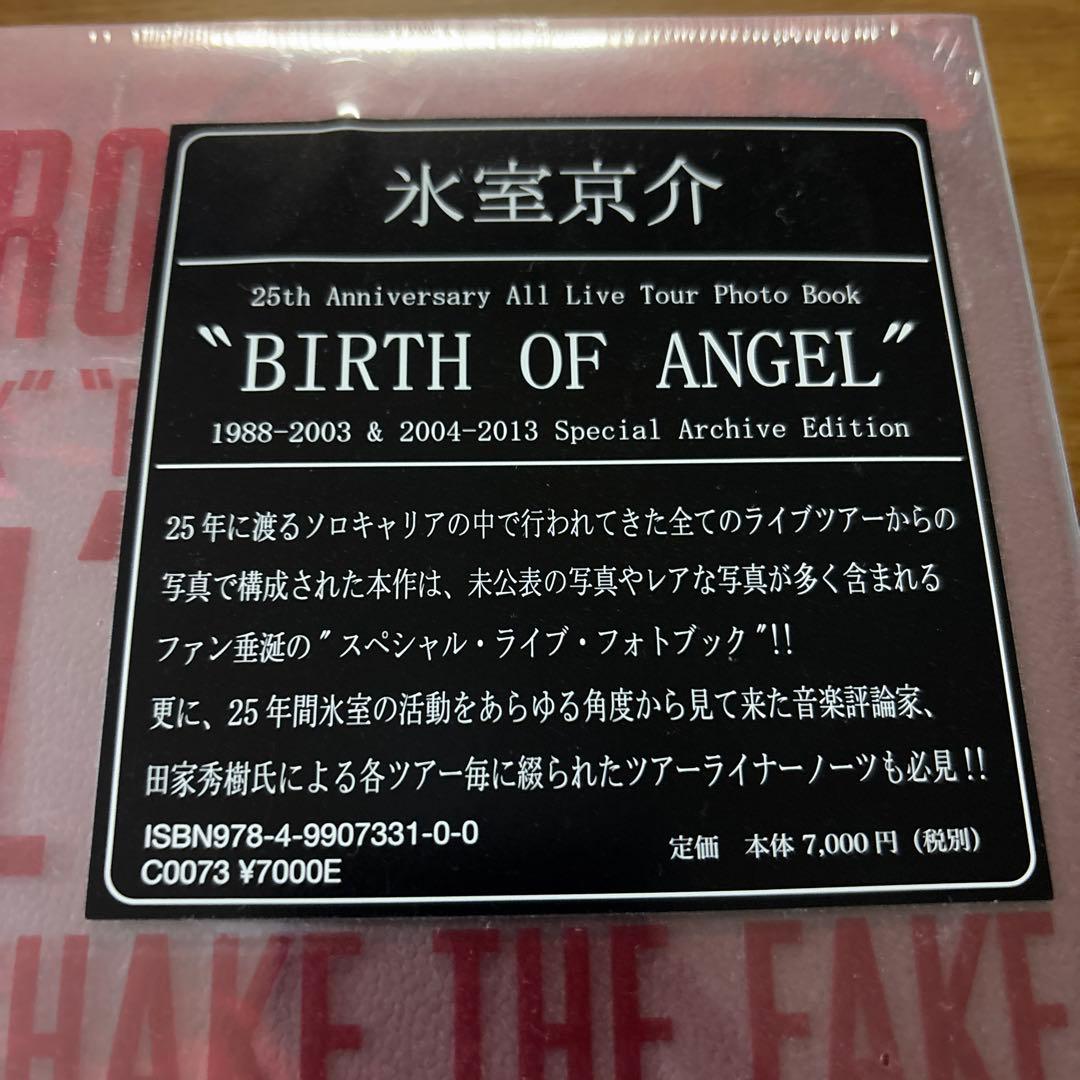 氷室京介
25th Anniversary All Live Tour Photo Book
"BIRTH OF ANGEL"
1988-2003 & 2004-2013 Special Archive Edition
25年に渡るソロキャリアの中で行われてきた全てのライブツアーからの
写真で構成された本作は、未公表の写真やレアな写真が多く含まれる
ファン垂涎の"スペシャル・ライブ・フォトブック"!!
更に、25年間氷室の活動をあらゆる角度から見て来た音楽評論家、
田家秀樹氏による各ツアー毎に綴られたツアーライナーノーツも必見!!
ISBN978-4-9907331-0-0
定価 本体 7,000円（税別）
C0073 ¥7000E
HAKE THE FAKE